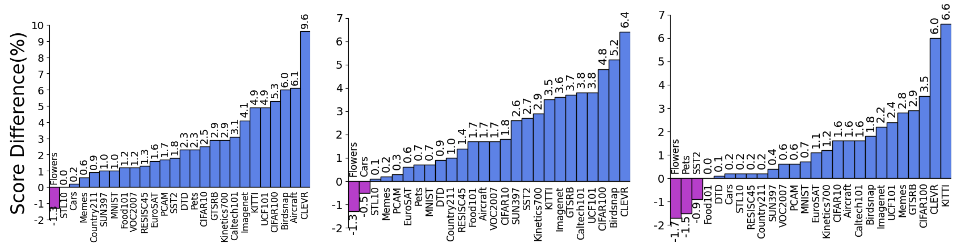 Score Difference(%)
10
9
8
7
6
5
4
3
2
1
0
-1
-2
Flowers
STL10
Cars
Memes
Country211
SUN397
MNIST
Food101
VOC2007
RESISC45
EuroSAT
PCAM
SST2
DTD
Pets
CIFAR10
GTSRB
Kinetics700
Caltech101
Imagenet
KITTI
UCF101
CIFAR100
Birdsnap
Aircraft
CLEVR
0.0
0.2
0.6
0.9
1.0
1.0
1.2
1.2
1.3
1.6
1.7
1.8
2.3
2.3
2.5
2.9
2.9
3.1
4.1
4.9
4.9
5.3
6.0
6.1
9.6
7
6
5
4
3
2
1
0
-1
-2
Flowers
Cars
STL10
Memes
PCAM
EuroSAT
Food101
MNIST
DTD
Country211
RESISC45
Pets
Aircraft
VOC2007
CIFAR10
SUN397
SST2
Kinetics700
KITTI
Imagenet
GTSRB
Caltech101
UCF101
CIFAR100
Birdsnap
CLEVR
-1.3
-0.5
0.1
0.2
0.3
0.6
0.7
0.7
0.9
1.0
1.4
1.7
1.7
1.7
1.8
2.6
2.7
2.9
3.5
3.6
3.7
3.8
3.8
4.8
5.2
6.4
7
6
5
4
3
2
1
0
-1
-2
Flowers
Pets
SST2
Food101
DTD
Cars
STL10
RESISC45
Country211
SUN397
VOC2007
PCAM
MNIST
EuroSAT
Kinetics700
CIFAR10
Aircraft
Caltech101
Birdsnap
Imagenet
UCF101
Memes
GTSRB
CIFAR100
CLEVR
KITTI
-1.7
-1.5
-0.9
0.0
0.1
0.2
0.2
0.2
0.2
0.4
0.6
0.6
0.7
1.1
1.2
1.6
1.6
1.6
1.8
2.2
2.4
2.8
2.9
3.5
6.0
6.6